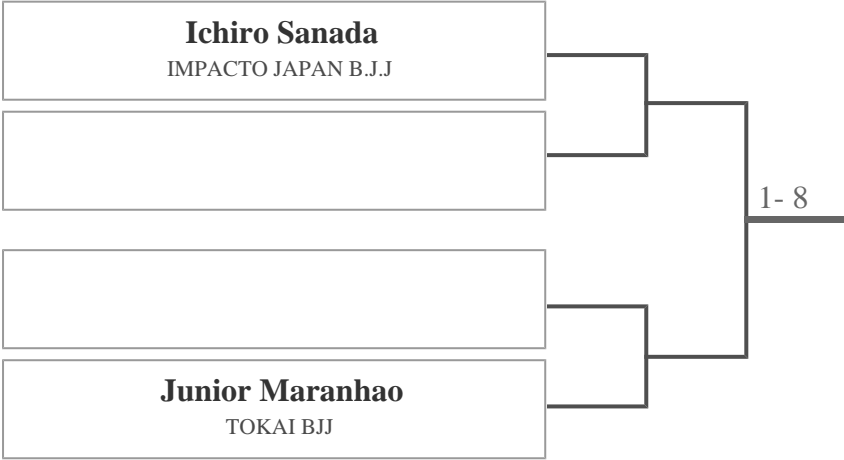 Ichiro Sanada
IMPACTO JAPAN B.J.J
1- 8
Junior Maranhao
TOKAI BJJ